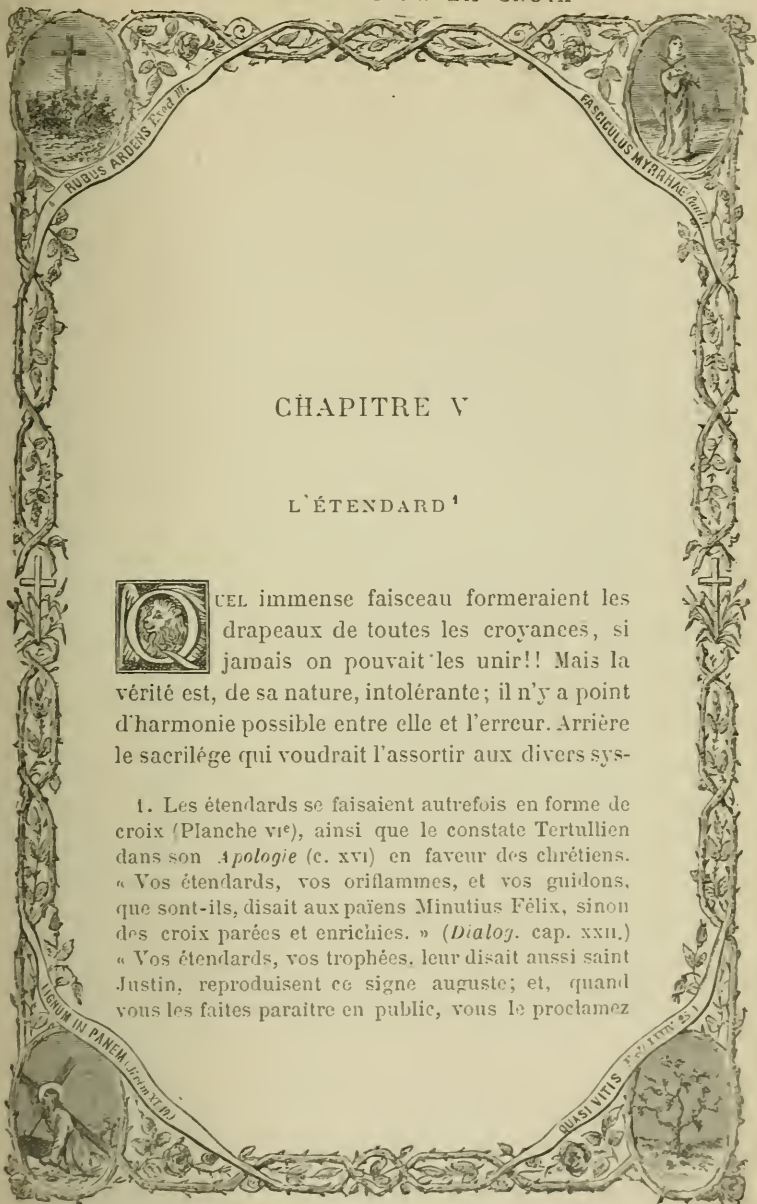 RUBUS ARDENS Exod III.
FASCICULUS MYRRHAE
CHAPITRE V
L'ÉTENDARD¹
QUEL immense faisceau formeraient les
drapeaux de toutes les croyances, si
jamais on pouvait les unir!! Mais la
vérité est, de sa nature, intolérante; il n'y a point
d'harmonie possible entre elle et l'erreur. Arrière
le sacrilége qui voudrait l'assortir aux divers sys-
1. Les étendards se faisaient autrefois en forme de
croix (Planche VIe), ainsi que le constate Tertullien
dans son Apologie (c. XVI) en faveur des chrétiens.
« Vos étendards, vos oriflammes, et vos guidons,
que sont-ils, disait aux païens Minutius Félix, sinon
des croix parées et enrichies. » (Dialog. cap. XXII.)
« Vos étendards, vos trophées, leur disait aussi saint
Justin, reproduisent ce signe auguste; et, quand
vous les faites paraître en public, vous le proclamez
LIGNUM IN PANEM (Jerem XI 19)
QUASI VITIS